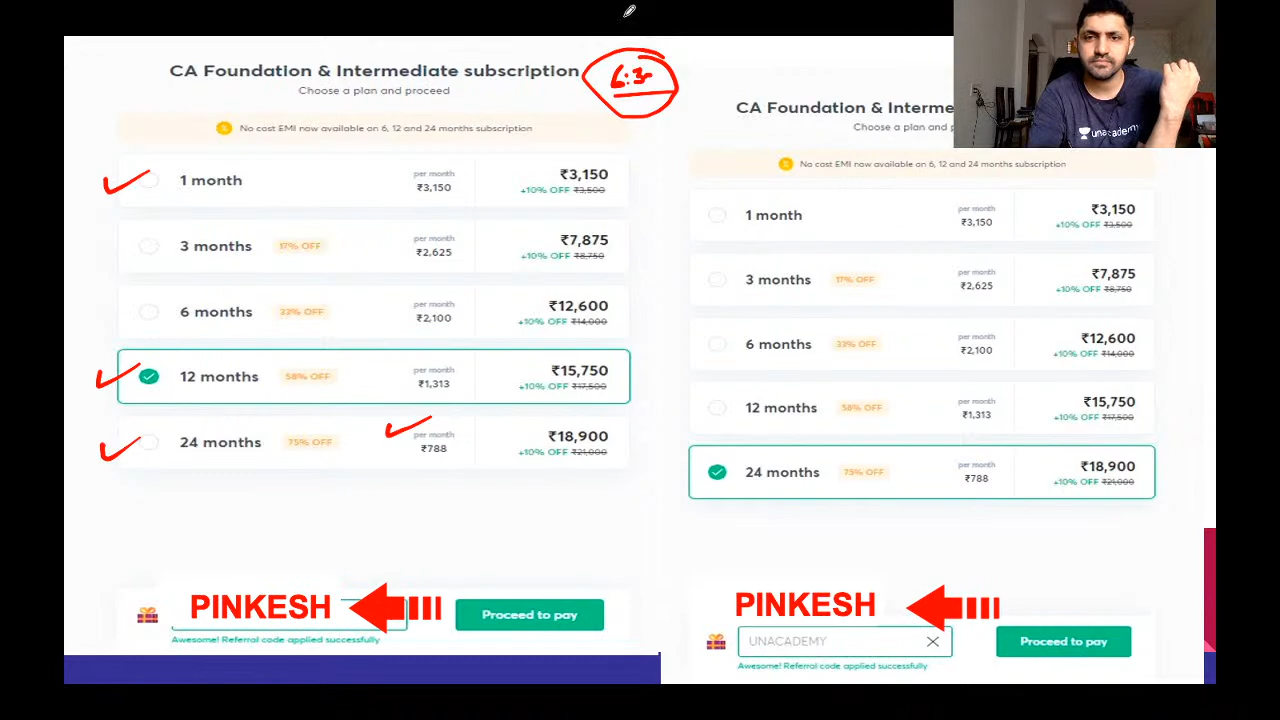 CA Foundation & Intermediate subscription
Choose a plan and proceed
No cost EMI now available on 6, 12 and 24 months subscription
1 month per month ₹3,150 ₹3,150 +10% OFF ₹3,500
3 months 17% OFF per month ₹2,625 ₹7,875 +10% OFF ₹8,750
6 months 33% OFF per month ₹2,100 ₹12,600 +10% OFF ₹14,000
12 months 58% OFF per month ₹1,313 ₹15,750 +10% OFF ₹17,500
24 months 75% OFF per month ₹788 ₹18,900 +10% OFF ₹21,000
PINKESH
Proceed to pay
Awesome! Referral code applied successfully
CA Foundation & Interme
Choose a plan and p
No cost EMI now available on 6, 12 and 24 months subscription
1 month per month ₹3,150 ₹3,150 +10% OFF ₹3,500
3 months 17% OFF per month ₹2,625 ₹7,875 +10% OFF ₹8,750
6 months 33% OFF per month ₹2,100 ₹12,600 +10% OFF ₹14,000
12 months 58% OFF per month ₹1,313 ₹15,750 +10% OFF ₹17,500
24 months 75% OFF per month ₹788 ₹18,900 +10% OFF ₹21,000
PINKESH
UNACADEMY
Proceed to pay
Awesome! Referral code applied successfully
unacademy